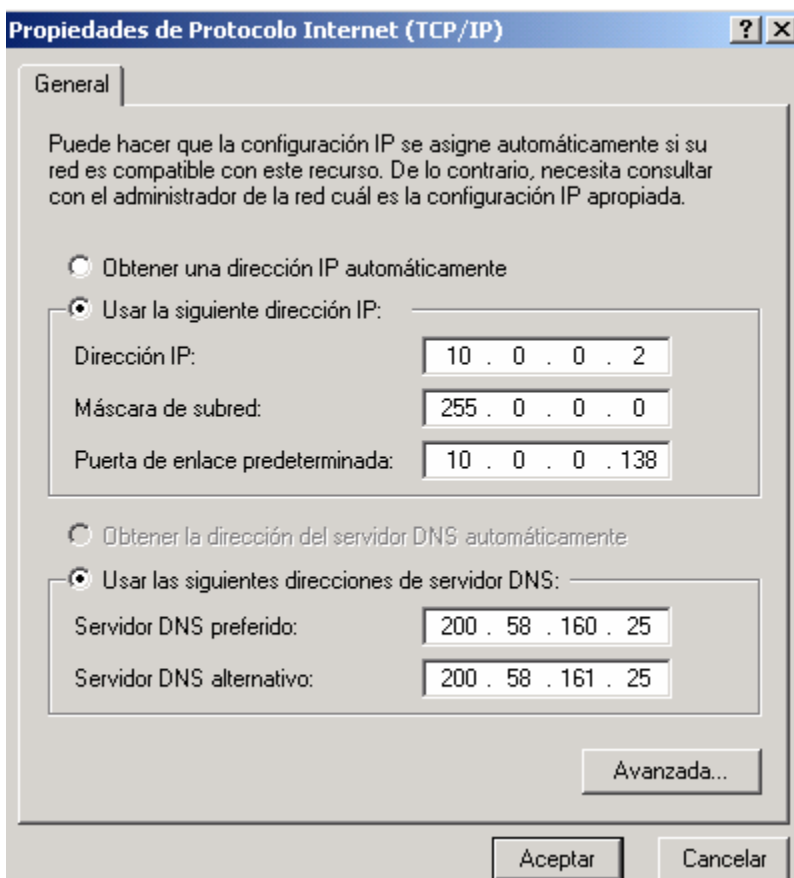 Propiedades de Protocolo Internet (TCP/IP)
General
Puede hacer que la configuración IP se asigne automáticamente si su
red es compatible con este recurso. De lo contrario, necesita consultar
con el administrador de la red cuál es la configuración IP apropiada.
Obtener una dirección IP automáticamente
Usar la siguiente dirección IP:
Dirección IP: 10 . 0 . 0 . 2
Máscara de subred: 255 . 0 . 0 . 0
Puerta de enlace predeterminada: 10 . 0 . 0 . 138
Obtener la dirección del servidor DNS automáticamente
Usar las siguientes direcciones de servidor DNS:
Servidor DNS preferido: 200 . 58 . 160 . 25
Servidor DNS alternativo: 200 . 58 . 161 . 25
Avanzada...
Aceptar Cancelar